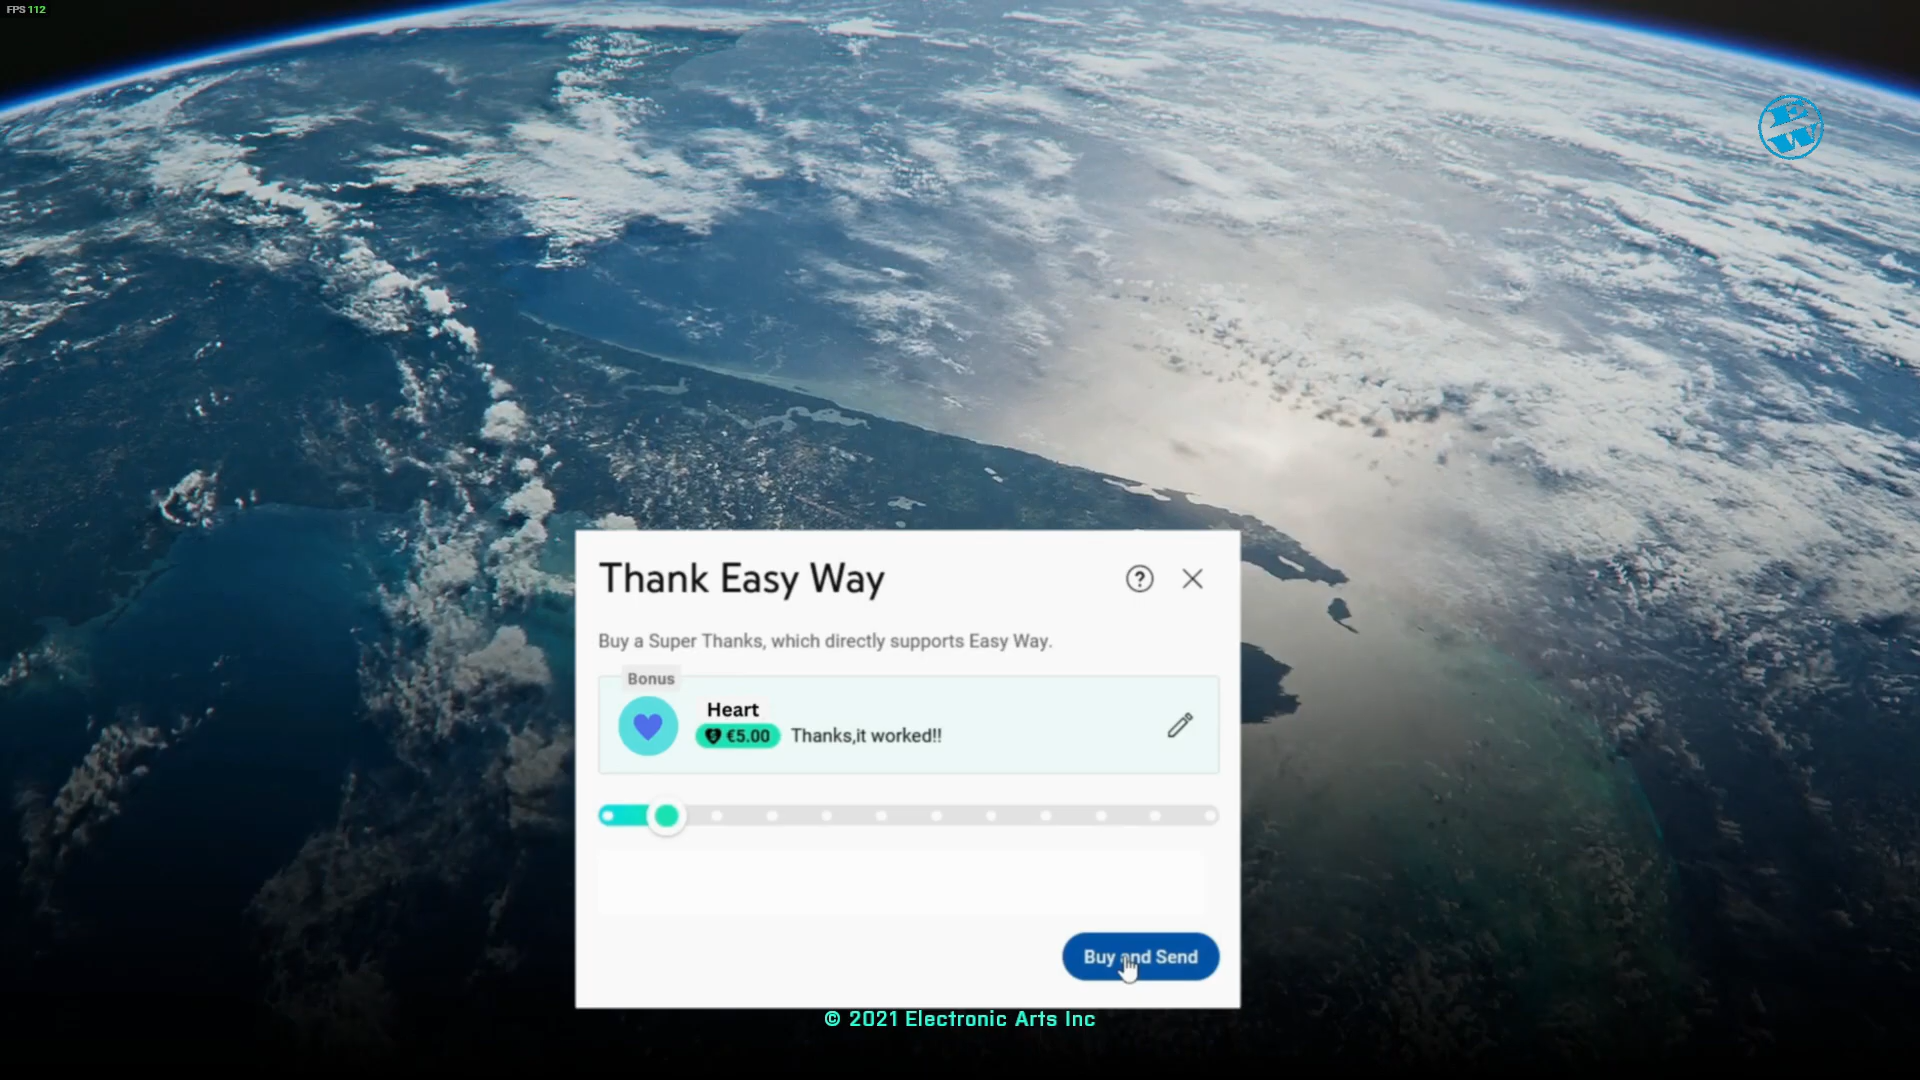 FPS 112
Thank Easy Way
Buy a Super Thanks, which directly supports Easy Way.
Bonus
Heart
€5.00 Thanks,it worked!!
Buy and Send
© 2021 Electronic Arts Inc